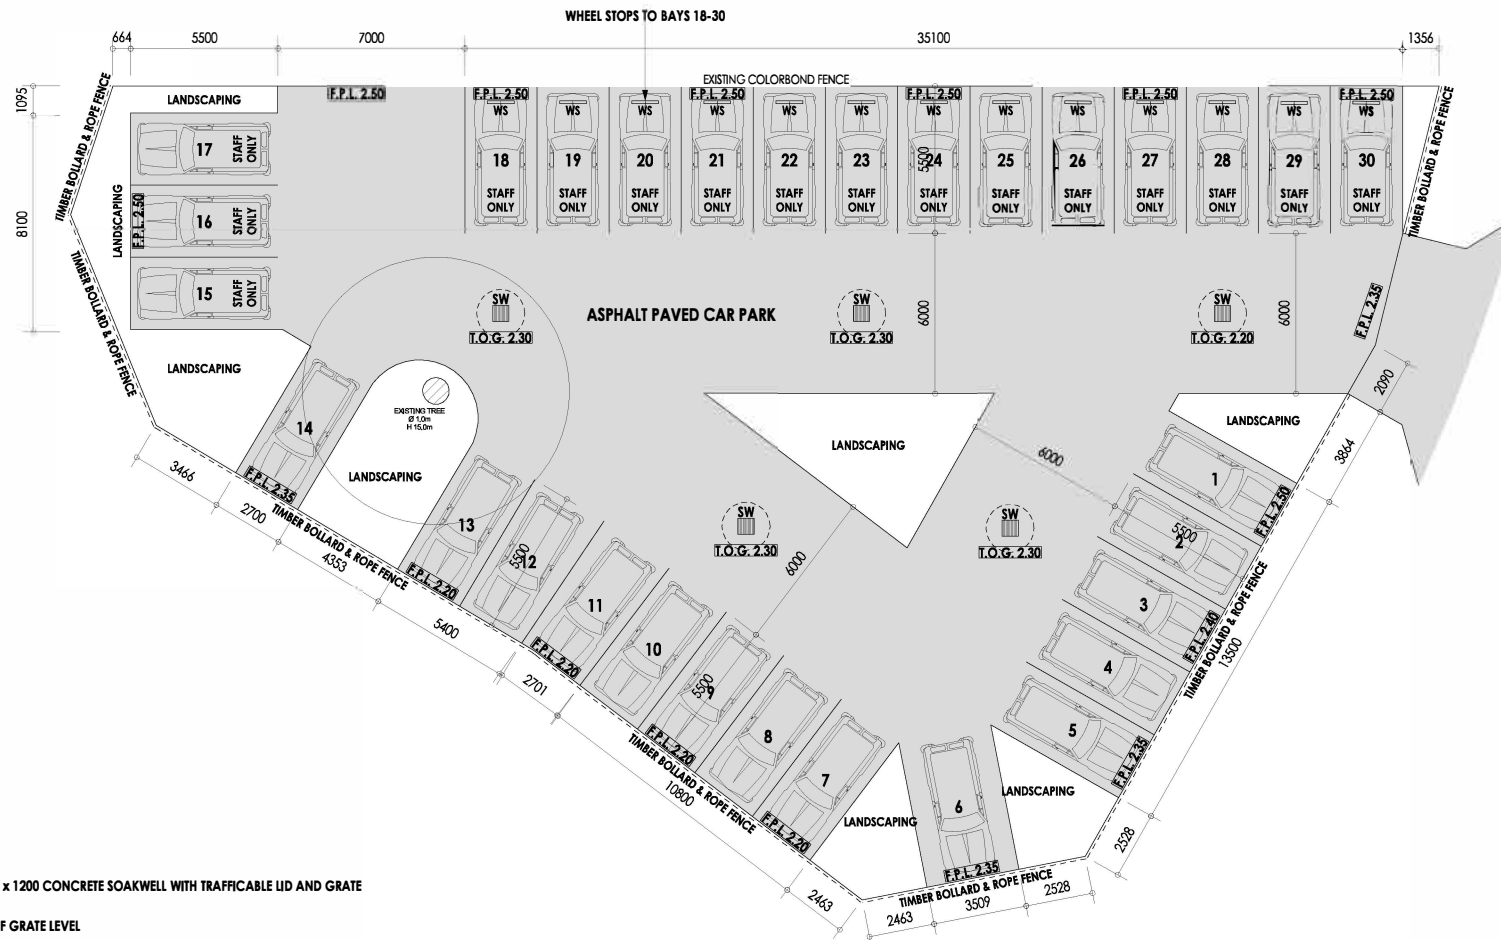 WHEEL STOPS TO BAYS 18-30
664
5500
7000
35100
1356
EXISTING COLORBOND FENCE
1095
8100
TIMBER BOLLARD & ROPE FENCE
TIMBER BOLLARD & ROPE FENCE
LANDSCAPING
LANDSCAPING
F.P.L. 2.50
F.P.L. 2.50
17
STAFF
ONLY
16
STAFF
ONLY
15
STAFF
ONLY
F.P.L. 2.50
F.P.L. 2.50
F.P.L. 2.50
F.P.L. 2.50
F.P.L. 2.50
WS
WS
WS
WS
WS
WS
WS
WS
WS
WS
WS
WS
WS
18
19
20
21
22
23
24
25
26
27
28
29
30
5500
STAFF
ONLY
STAFF
ONLY
STAFF
ONLY
STAFF
ONLY
STAFF
ONLY
STAFF
ONLY
STAFF
ONLY
STAFF
ONLY
STAFF
ONLY
STAFF
ONLY
STAFF
ONLY
STAFF
ONLY
STAFF
ONLY
TIMBER BOLLARD & ROPE FENCE
SW
T.O.G. 2.30
ASPHALT PAVED CAR PARK
SW
T.O.G. 2.30
6000
SW
T.O.G. 2.20
6000
F.P.L. 2.35
2090
LANDSCAPING
14
F.P.L. 2.35
EXISTING TREE
Ø 1.0m
H 15.0m
LANDSCAPING
LANDSCAPING
LANDSCAPING
3864
6000
1
F.P.L. 2.50
5500
2
3
F.P.L. 2.40
4
5
F.P.L. 2.35
TIMBER BOLLARD & ROPE FENCE
13500
3466
2700
4353
TIMBER BOLLARD & ROPE FENCE
5400
2701
13
F.P.L. 2.20
12
5500
11
F.P.L. 2.20
10
9
5500
F.P.L. 2.20
8
7
F.P.L. 2.20
SW
T.O.G. 2.30
6000
SW
T.O.G. 2.30
TIMBER BOLLARD & ROPE FENCE
10800
LANDSCAPING
6
F.P.L. 2.35
LANDSCAPING
2528
TIMBER BOLLARD & ROPE FENCE
2463
2463
3509
2528
x 1200 CONCRETE SOAKWELL WITH TRAFFICABLE LID AND GRATE
F GRATE LEVEL